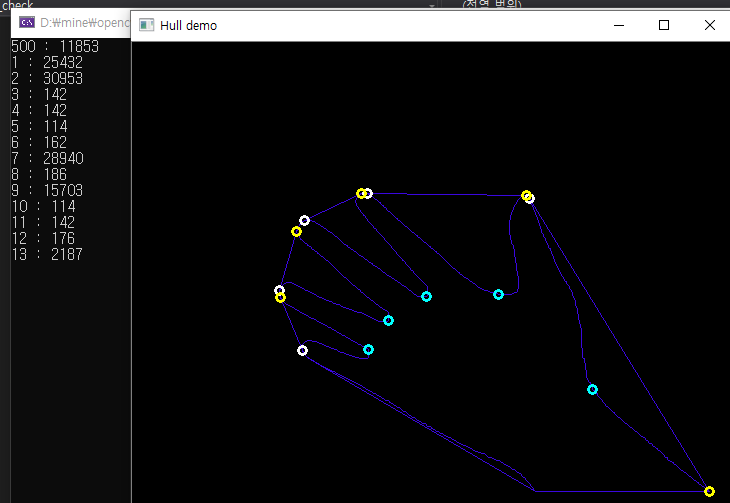 _check
(전역 범위)
D:\mine\openc
Hull demo
500 : 11853
1 : 25432
2 : 30953
3 : 142
4 : 142
5 : 114
6 : 162
7 : 28940
8 : 186
9 : 15703
10 : 114
11 : 142
12 : 176
13 : 2187